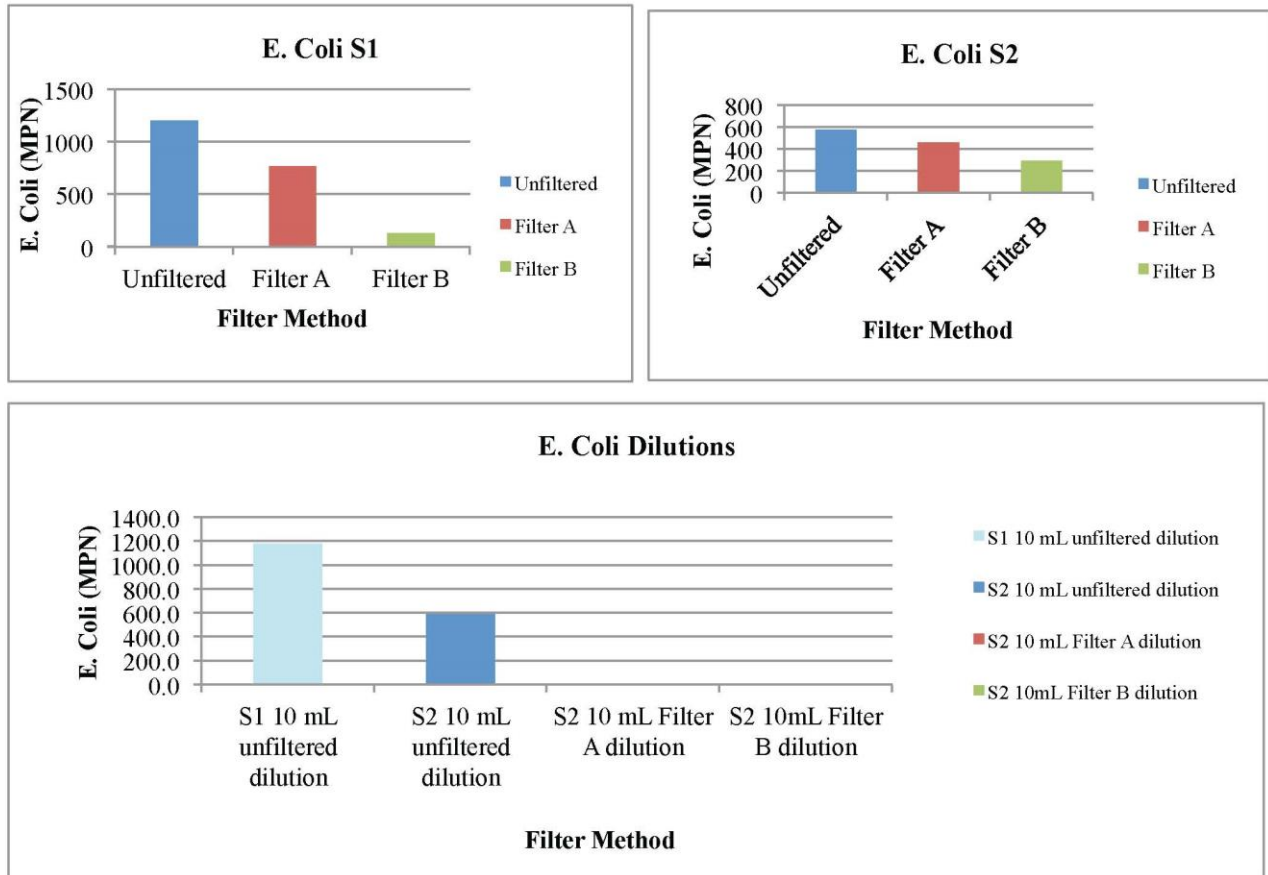 E. Coli S1
E. Coli (MPN)
1500
1000
500
0
Unfiltered
Filter A
Filter B
Filter Method
Unfiltered
Filter A
Filter B
E. Coli S2
E. Coli (MPN)
800
600
400
200
0
Unfiltered
Filter A
Filter B
Filter Method
Unfiltered
Filter A
Filter B
E. Coli Dilutions
E. Coli (MPN)
1400.0
1200.0
1000.0
800.0
600.0
400.0
200.0
0.0
S1 10 mL
unfiltered
dilution
S2 10 mL
unfiltered
dilution
S2 10 mL Filter
A dilution
S2 10mL Filter
B dilution
Filter Method
S1 10 mL unfiltered dilution
S2 10 mL unfiltered dilution
S2 10 mL Filter A dilution
S2 10mL Filter B dilution